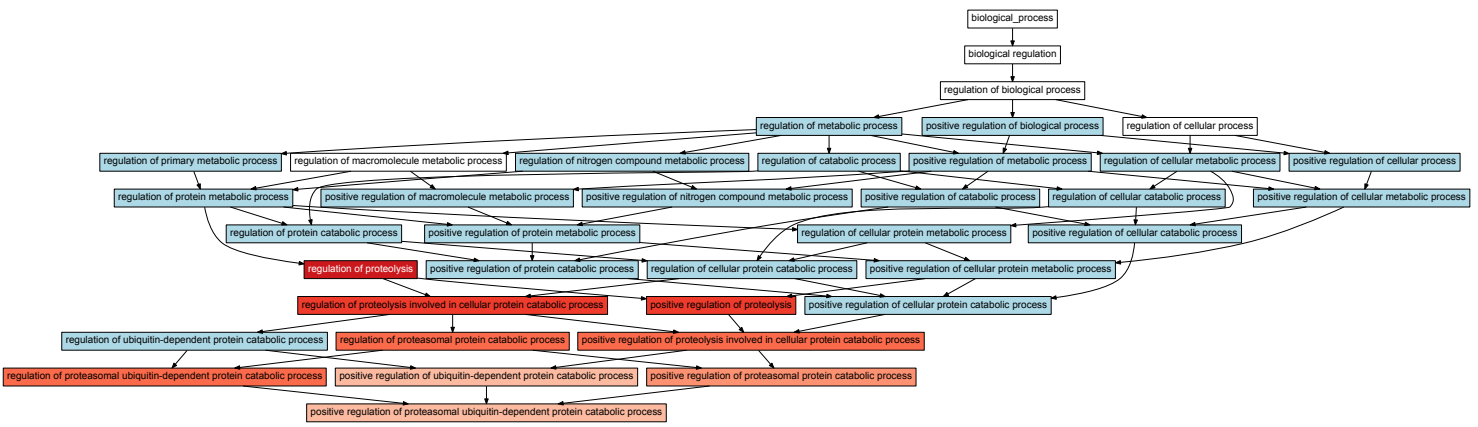 biological_process
biological regulation
regulation of biological process
regulation of metabolic process
positive regulation of biological process
regulation of cellular process
regulation of primary metabolic process
regulation of macromolecule metabolic process
regulation of nitrogen compound metabolic process
regulation of catabolic process
positive regulation of metabolic process
regulation of cellular metabolic process
positive regulation of cellular process
regulation of protein metabolic process
positive regulation of macromolecule metabolic process
positive regulation of nitrogen compound metabolic process
positive regulation of catabolic process
regulation of cellular catabolic process
positive regulation of cellular metabolic process
regulation of protein catabolic process
positive regulation of protein metabolic process
regulation of cellular protein metabolic process
positive regulation of cellular catabolic process
regulation of proteolysis
positive regulation of protein catabolic process
regulation of cellular protein catabolic process
positive regulation of cellular protein metabolic process
regulation of proteolysis involved in cellular protein catabolic process
positive regulation of proteolysis
positive regulation of cellular protein catabolic process
regulation of ubiquitin-dependent protein catabolic process
regulation of proteasomal protein catabolic process
positive regulation of proteolysis involved in cellular protein catabolic process
regulation of proteasomal ubiquitin-dependent protein catabolic process
positive regulation of ubiquitin-dependent protein catabolic process
positive regulation of proteasomal protein catabolic process
positive regulation of proteasomal ubiquitin-dependent protein catabolic process